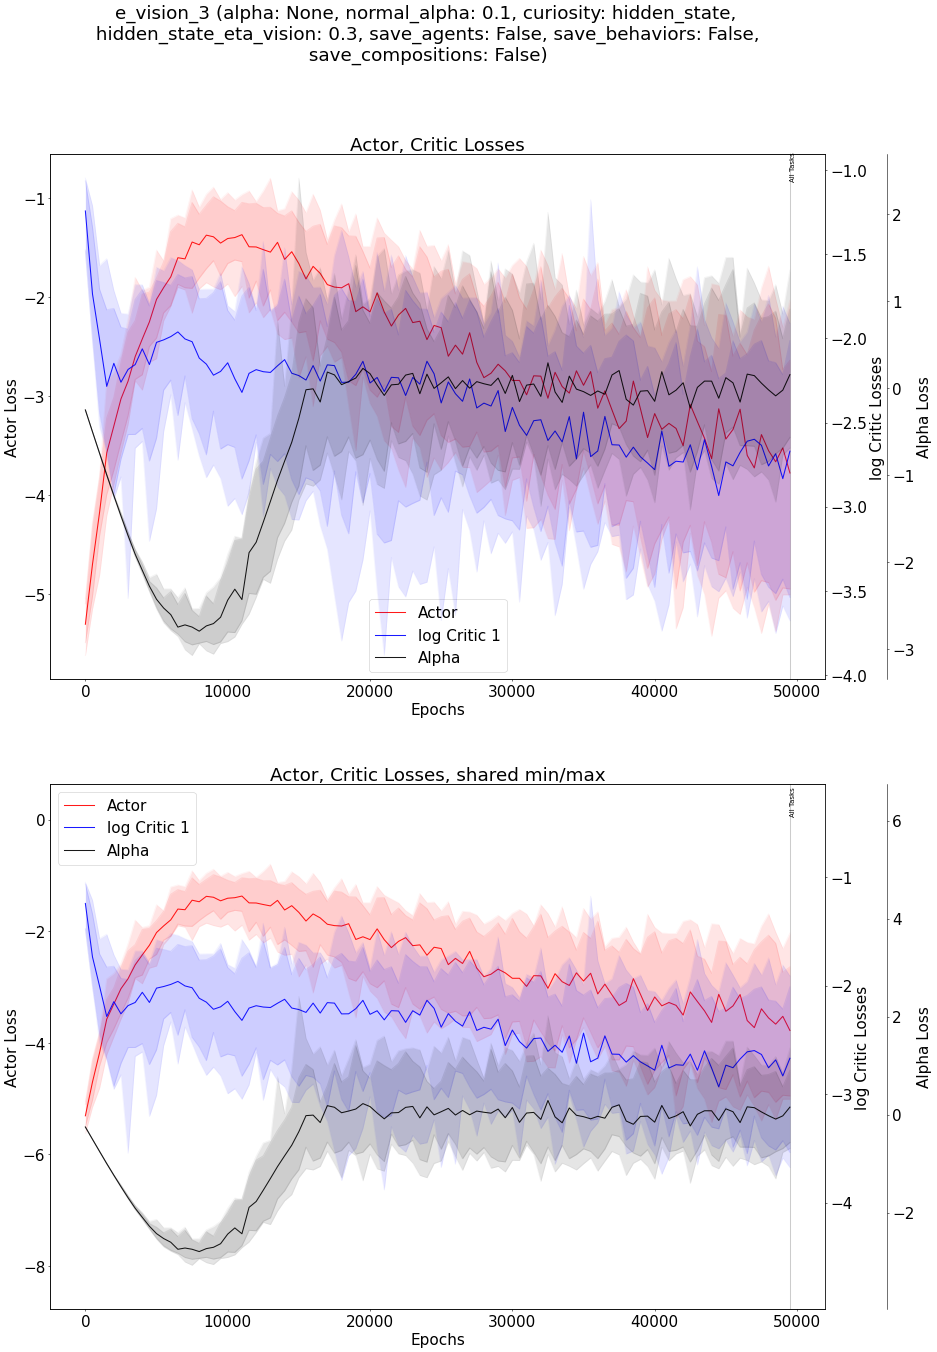 e_vision_3 (alpha: None, normal_alpha: 0.1, curiosity: hidden_state,
hidden_state_eta_vision: 0.3, save_agents: False, save_behaviors: False,
save_compositions: False)
Actor, Critic Losses
−1
−2
−3
−4
−5
Actor Loss
−1.0
−1.5
−2.0
−2.5
−3.0
−3.5
−4.0
log Critic Losses
2
1
0
−1
−2
−3
Alpha Loss
All Tasks
Actor
log Critic 1
Alpha
0
10000
20000
30000
40000
50000
Epochs
Actor, Critic Losses, shared min/max
Actor
log Critic 1
Alpha
0
−2
−4
−6
−8
Actor Loss
−1
−2
−3
−4
log Critic Losses
6
4
2
0
−2
Alpha Loss
All Tasks
0
10000
20000
30000
40000
50000
Epochs